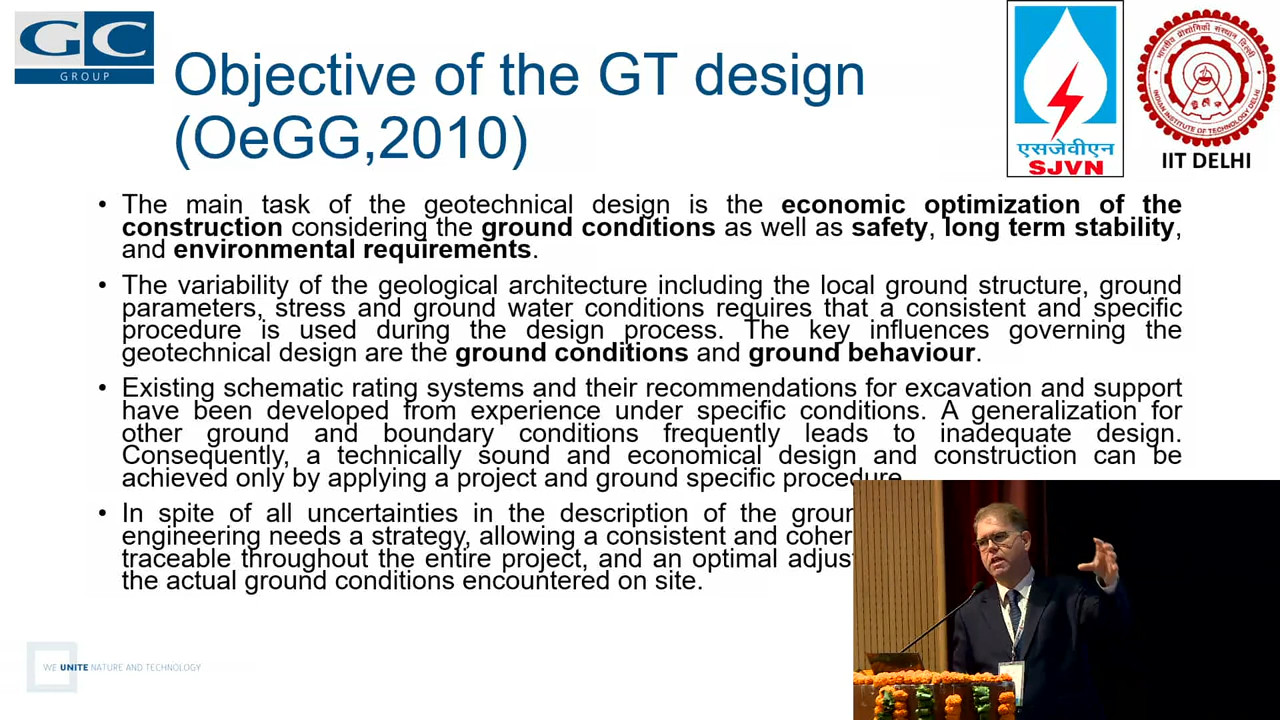 GC
GROUP
Objective of the GT design
(OeGG,2010)
एसजेवीएन
SJVN
IIT DELHI
• The main task of the geotechnical design is the economic optimization of the
construction considering the ground conditions as well as safety, long term stability,
and environmental requirements.
• The variability of the geological architecture including the local ground structure, ground
parameters, stress and ground water conditions requires that a consistent and specific
procedure is used during the design process. The key influences governing the
geotechnical design are the ground conditions and ground behaviour.
• Existing schematic rating systems and their recommendations for excavation and support
have been developed from experience under specific conditions. A generalization for
other ground and boundary conditions frequently leads to inadequate design.
Consequently, a technically sound and economical design and construction can be
achieved only by applying a project and ground specific procedure.
• In spite of all uncertainties in the description of the
engineering needs a strategy, allowing a consistent and
traceable throughout the entire project, and an optimal
the actual ground conditions encountered on site.
WE UNITE NATURE AND TECHNOLOGY